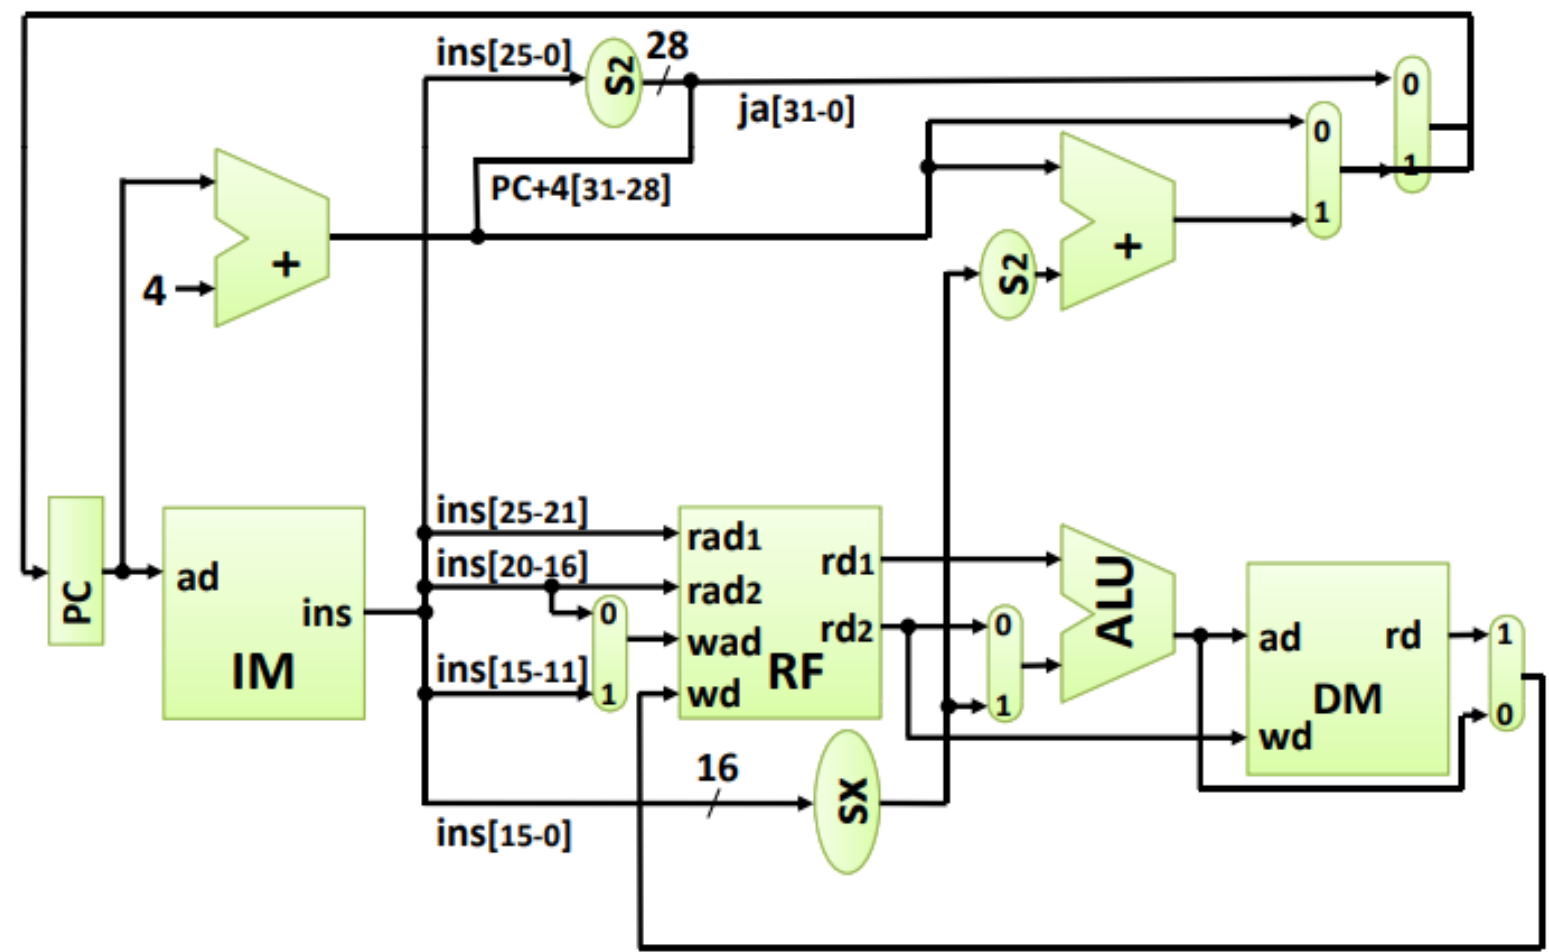 ins[25-0]
S2
28
0
ja[31-0]
0
1
PC+4[31-28]
1
+
S2
+
4
ins[25-21]
rad1
rd1
ALU
ins[20-16]
ad
PC
rad2
0
0
ins
rd2
ad
rd
1
wad
IM
RF
ins[15-11]
1
wd
1
DM
0
wd
16
SX
ins[15-0]